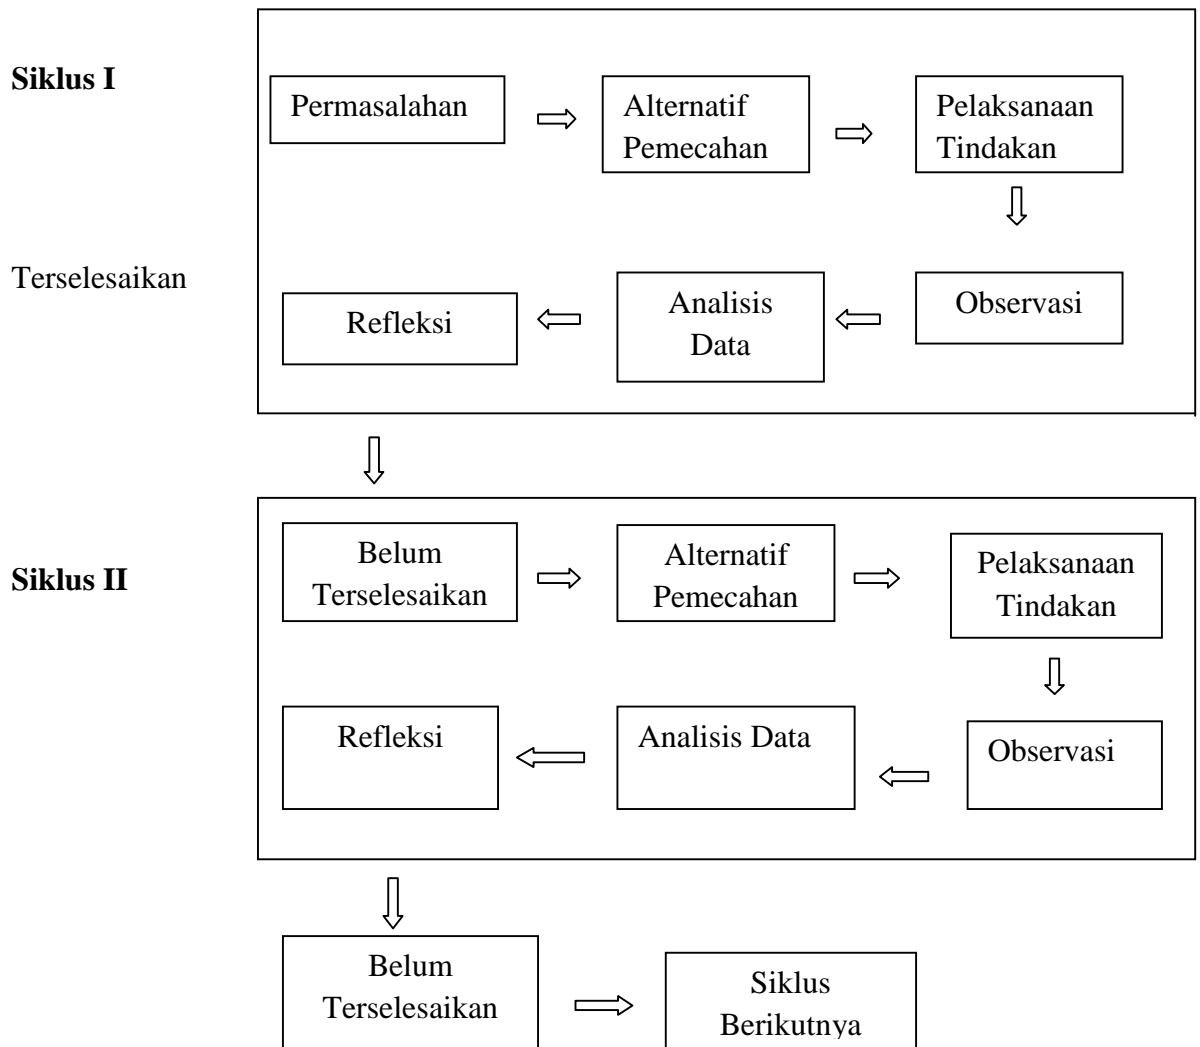 Siklus I
Permasalahan
Alternatif
Pemecahan
Pelaksanaan
Tindakan
Terselesaikan
Refleksi
Analisis
Data
Observasi
Siklus II
Belum
Terselesaikan
Alternatif
Pemecahan
Pelaksanaan
Tindakan
Refleksi
Analisis Data
Observasi
Belum
Terselesaikan
Siklus
Berikutnya